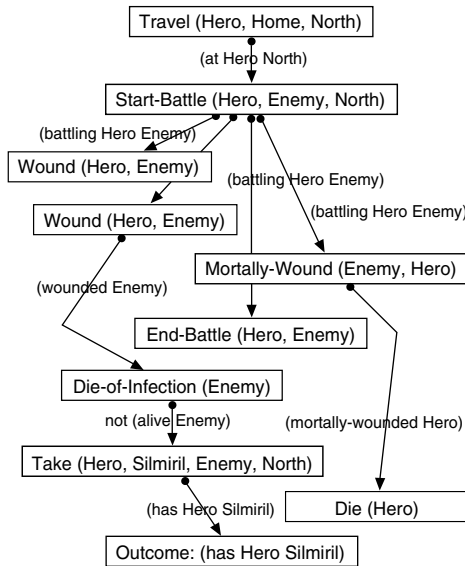 Travel (Hero, Home, North)
(at Hero North)
Start-Battle (Hero, Enemy, North)
(battling Hero Enemy)
Wound (Hero, Enemy)
(battling Hero Enemy)
Wound (Hero, Enemy)
(battling Hero Enemy)
Mortally-Wound (Enemy, Hero)
(wounded Enemy)
End-Battle (Hero, Enemy)
Die-of-Infection (Enemy)
not (alive Enemy)
(mortally-wounded Hero)
Take (Hero, Silmiril, Enemy, North)
(has Hero Silmiril)
Die (Hero)
Outcome: (has Hero Silmiril)